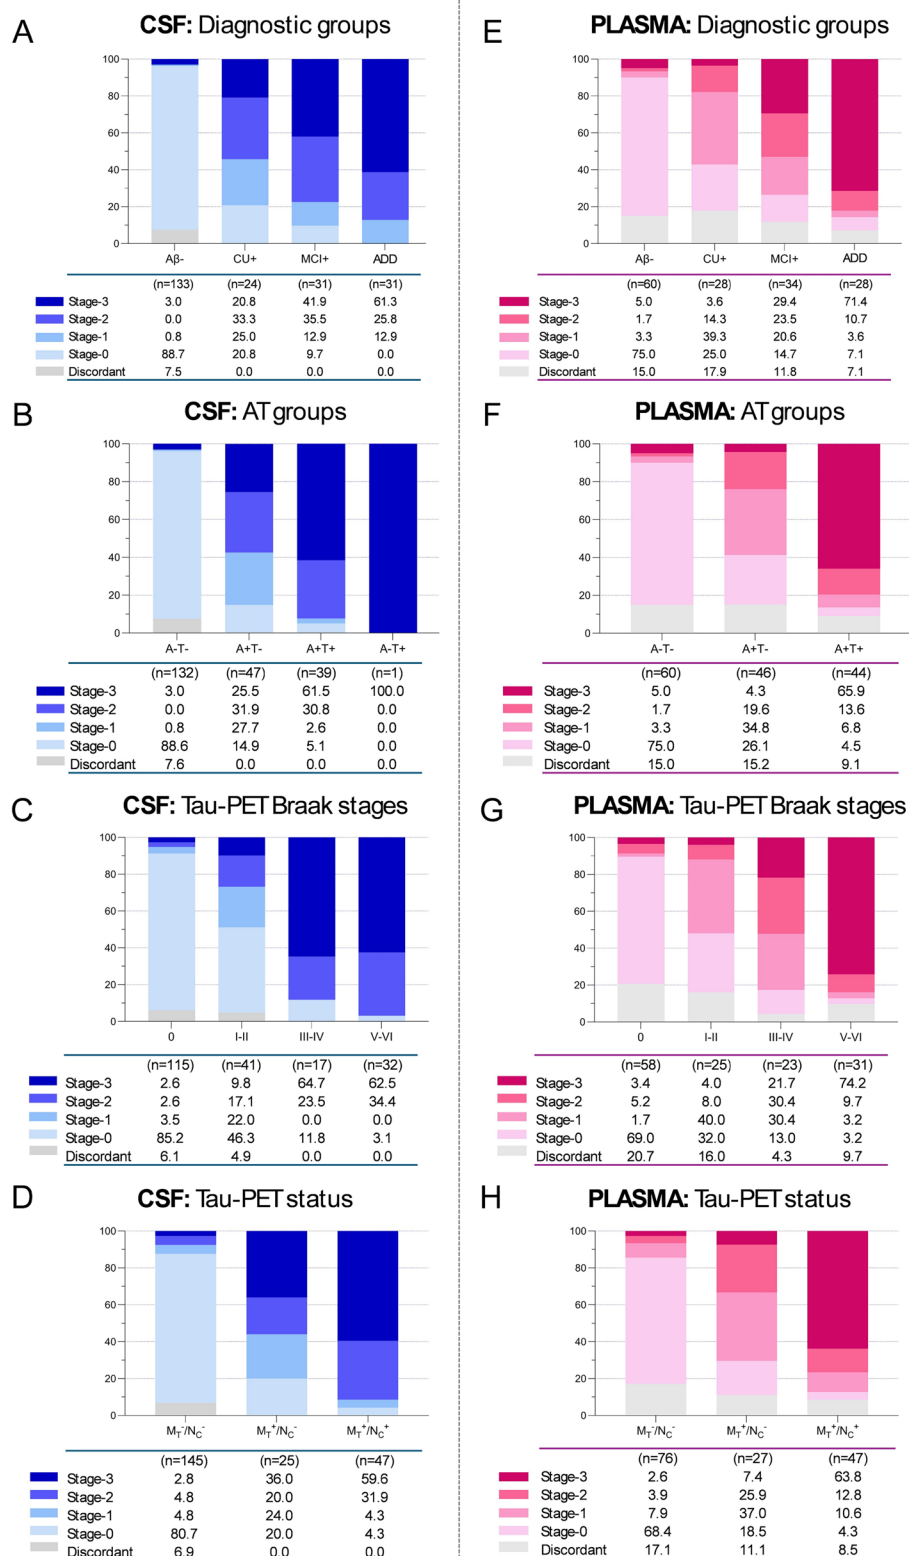 A
CSF: Diagnostic groups
100
80
60
40
20
0
Aβ- CU+ MCI+ ADD
(n=133) (n=24) (n=31) (n=31)
Stage-3 3.0 20.8 41.9 61.3
Stage-2 0.0 33.3 35.5 25.8
Stage-1 0.8 25.0 12.9 12.9
Stage-0 88.7 20.8 9.7 0.0
Discordant 7.5 0.0 0.0 0.0
B
CSF: AT groups
100
80
60
40
20
0
A-T- A+T- A+T+ A-T+
(n=132) (n=47) (n=39) (n=1)
Stage-3 3.0 25.5 61.5 100.0
Stage-2 0.0 31.9 30.8 0.0
Stage-1 0.8 27.7 2.6 0.0
Stage-0 88.6 14.9 5.1 0.0
Discordant 7.6 0.0 0.0 0.0
C
CSF: Tau-PET Braak stages
100
80
60
40
20
0
0 I-II III-IV V-VI
(n=115) (n=41) (n=17) (n=32)
Stage-3 2.6 9.8 64.7 62.5
Stage-2 2.6 17.1 23.5 34.4
Stage-1 3.5 22.0 0.0 0.0
Stage-0 85.2 46.3 11.8 3.1
Discordant 6.1 4.9 0.0 0.0
D
CSF: Tau-PET status
100
80
60
40
20
0
MT-/NC- MT+/NC- MT+/NC+
(n=145) (n=25) (n=47)
Stage-3 2.8 36.0 59.6
Stage-2 4.8 20.0 31.9
Stage-1 4.8 24.0 4.3
Stage-0 80.7 20.0 4.3
Discordant 6.9 0.0 0.0
E
PLASMA: Diagnostic groups
100
80
60
40
20
0
Aβ- CU+ MCI+ ADD
(n=60) (n=28) (n=34) (n=28)
Stage-3 5.0 3.6 29.4 71.4
Stage-2 1.7 14.3 23.5 10.7
Stage-1 3.3 39.3 20.6 3.6
Stage-0 75.0 25.0 14.7 7.1
Discordant 15.0 17.9 11.8 7.1
F
PLASMA: AT groups
100
80
60
40
20
0
A-T- A+T- A+T+
(n=60) (n=46) (n=44)
Stage-3 5.0 4.3 65.9
Stage-2 1.7 19.6 13.6
Stage-1 3.3 34.8 6.8
Stage-0 75.0 26.1 4.5
Discordant 15.0 15.2 9.1
G
PLASMA: Tau-PET Braak stages
100
80
60
40
20
0
0 I-II III-IV V-VI
(n=58) (n=25) (n=23) (n=31)
Stage-3 3.4 4.0 21.7 74.2
Stage-2 5.2 8.0 30.4 9.7
Stage-1 1.7 40.0 30.4 3.2
Stage-0 69.0 32.0 13.0 3.2
Discordant 20.7 16.0 4.3 9.7
H
PLASMA: Tau-PET status
100
80
60
40
20
0
MT-/NC- MT+/NC- MT+/NC+
(n=76) (n=27) (n=47)
Stage-3 2.6 7.4 63.8
Stage-2 3.9 25.9 12.8
Stage-1 7.9 37.0 10.6
Stage-0 68.4 18.5 4.3
Discordant 17.1 11.1 8.5